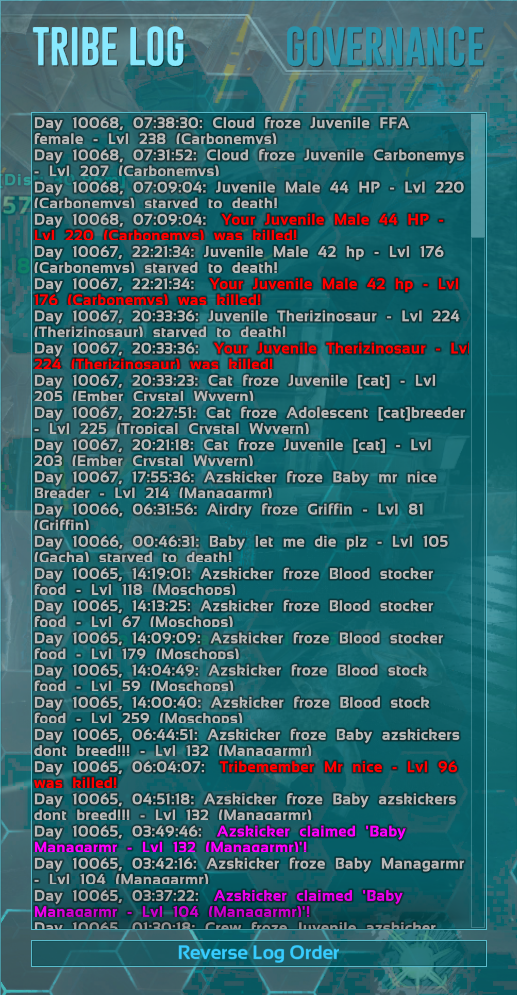 TRIBE LOG GOVERNANCE
Day 10068, 07:38:30: Cloud froze Juvenile FFA
female - Lvl 238 (Carbonemys)
Day 10068, 07:31:52: Cloud froze Juvenile Carbonemys
- Lvl 207 (Carbonemys)
Day 10068, 07:09:04: Juvenile Male 44 HP - Lvl 220
(Carbonemys) starved to death!
Day 10068, 07:09:04: Your Juvenile Male 44 HP -
Lvl 220 (Carbonemys) was killed!
Day 10067, 22:21:34: Juvenile Male 42 hp - Lvl 176
(Carbonemys) starved to death!
Day 10067, 22:21:34: Your Juvenile Male 42 hp - Lvl
176 (Carbonemys) was killed!
Day 10067, 20:33:36: Juvenile Therizinosaur - Lvl 224
(Therizinosaur) starved to death!
Day 10067, 20:33:36: Your Juvenile Therizinosaur - Lvl
224 (Therizinosaur) was killed!
Day 10067, 20:33:23: Cat froze Juvenile [cat] - Lvl
205 (Ember Crystal Wyvern)
Day 10067, 20:27:51: Cat froze Adolescent [cat]breeder
- Lvl 225 (Tropical Crystal Wyvern)
Day 10067, 20:21:18: Cat froze Juvenile [cat] - Lvl
203 (Ember Crystal Wyvern)
Day 10067, 17:55:36: Azskicker froze Baby mr nice
Breader - Lvl 214 (Managarmr)
Day 10066, 06:31:56: Airdry froze Griffin - Lvl 81
(Griffin)
Day 10066, 00:46:31: Baby let me die plz - Lvl 105
(Gacha) starved to death!
Day 10065, 14:19:01: Azskicker froze Blood stocker
food - Lvl 118 (Moschops)
Day 10065, 14:13:25: Azskicker froze Blood stocker
food - Lvl 67 (Moschops)
Day 10065, 14:09:09: Azskicker froze Blood stocker
food - Lvl 179 (Moschops)
Day 10065, 14:04:49: Azskicker froze Blood stock
food - Lvl 59 (Moschops)
Day 10065, 14:00:40: Azskicker froze Blood stock
food - Lvl 259 (Moschops)
Day 10065, 06:44:51: Azskicker froze Baby azskickers
dont breed!!! - Lvl 132 (Managarmr)
Day 10065, 06:04:07: Tribemember Mr nice - Lvl 96
was killed!
Day 10065, 04:51:18: Azskicker froze Baby azskickers
dont breed!!! - Lvl 132 (Managarmr)
Day 10065, 03:49:46: Azskicker claimed 'Baby
Managarmr - Lvl 132 (Managarmr)'!
Day 10065, 03:42:16: Azskicker froze Baby Managarmr
- Lvl 104 (Managarmr)
Day 10065, 03:37:22: Azskicker claimed 'Baby
Managarmr - Lvl 104 (Managarmr)'!
Day 10065, 01:30:18: Crew froze Juvenile azskicker
Reverse Log Order